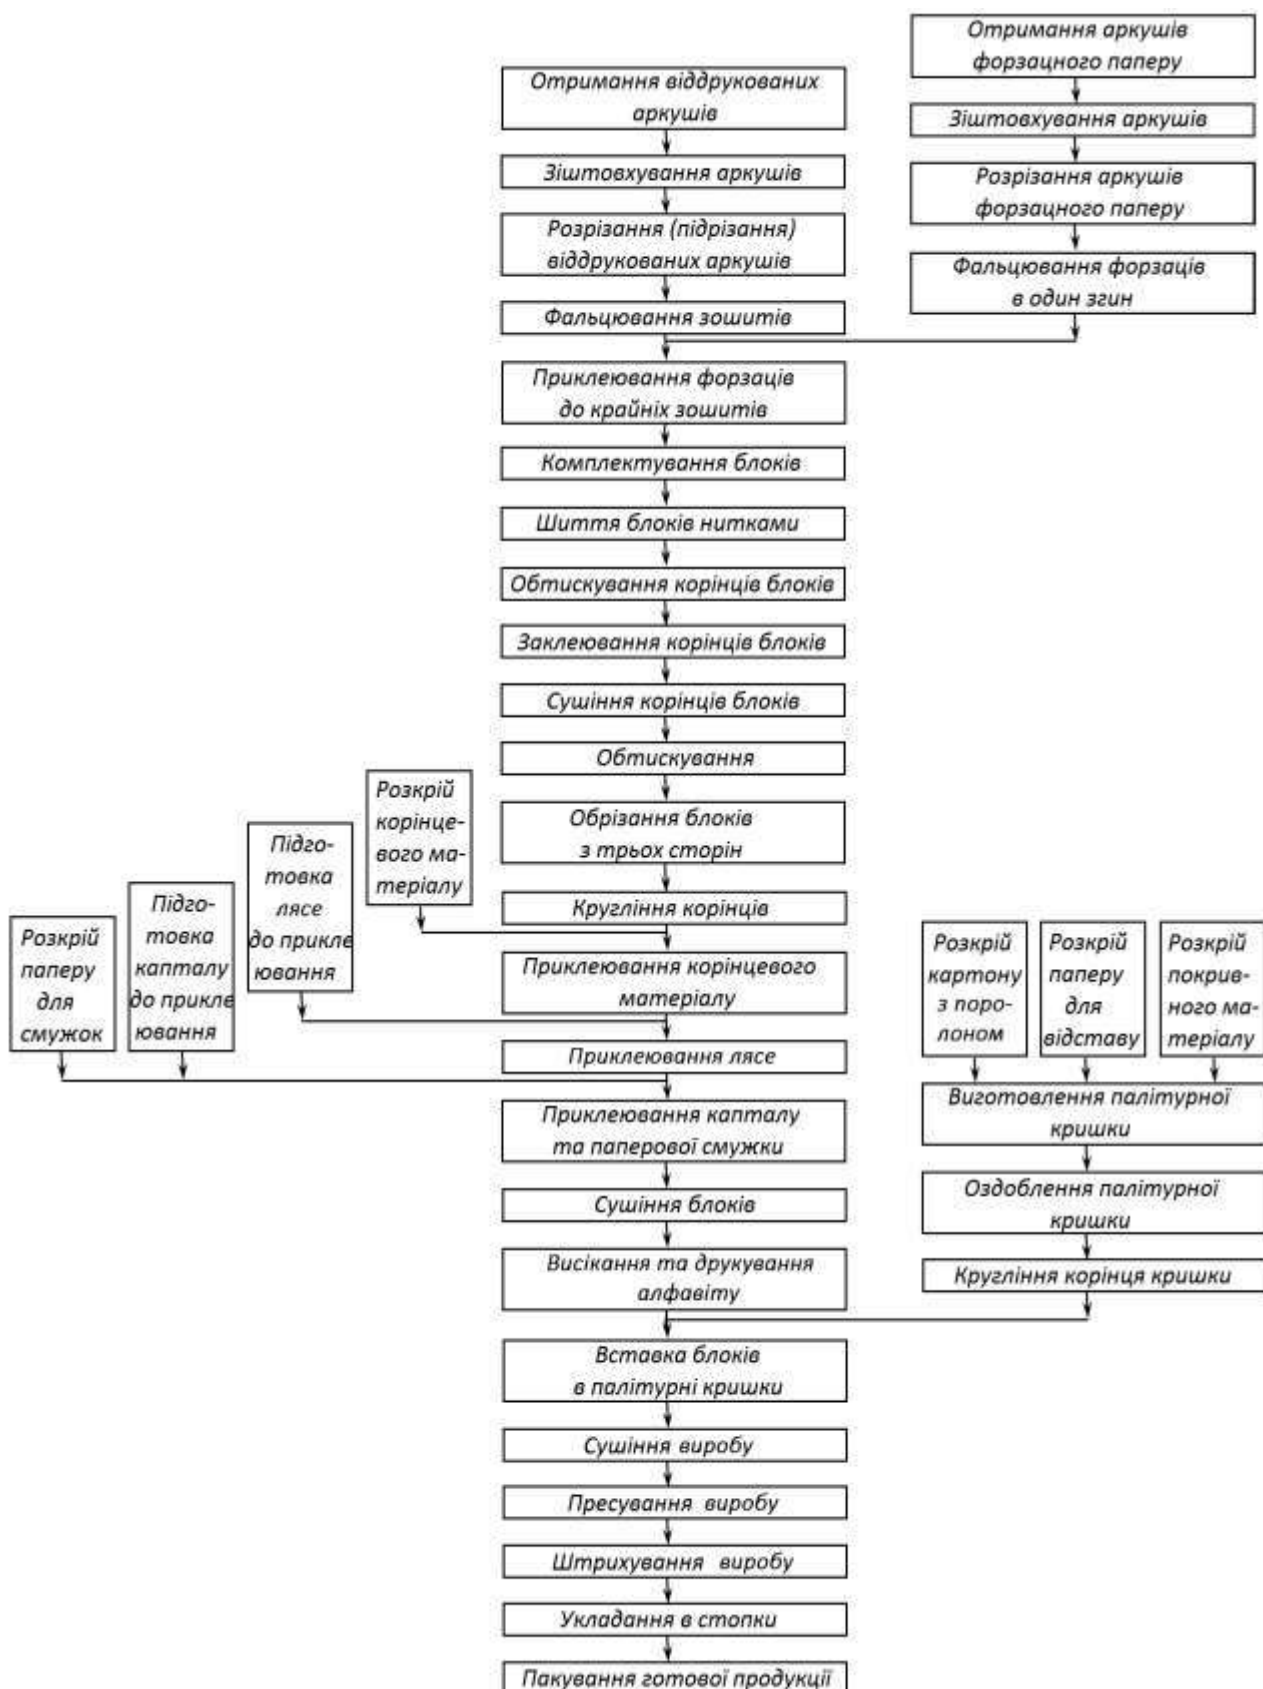 Отримання аркушів
форзацного паперу
Зіштовхування аркушів
Розрізання аркушів
форзацного паперу
Фальцювання форзаців
в один згин
Отримання віддрукованих
аркушів
Зіштовхування аркушів
Розрізання (підрізання)
віддрукованих аркушів
Фальцювання зошитів
Приклеювання форзаців
до крайніх зошитів
Комплектування блоків
Шиття блоків нитками
Обтискування корінців блоків
Заклеювання корінців блоків
Сушіння корінців блоків
Обтискування
Обрізання блоків
з трьох сторін
Кругління корінців
Розкрій
корінце-
вого ма-
теріалу
Приклеювання корінцевого
матеріалу
Підго-
товка
лясе
до прикле
ювання
Приклеювання лясе
Розкрій
паперу
для
смужок
Підго-
товка
капталу
до прикле
ювання
Приклеювання капталу
та паперової смужки
Сушіння блоків
Висікання та друкування
алфавіту
Розкрій
картону
з поро-
лоном
Розкрій
паперу
для
відставу
Розкрій
покрив-
ного ма-
теріалу
Виготовлення палітурної
кришки
Оздоблення палітурної
кришки
Кругління корінця кришки
Вставка блоків
в палітурні кришки
Сушіння виробу
Пресування виробу
Штрихування виробу
Укладання в стопки
Пакування готової продукції